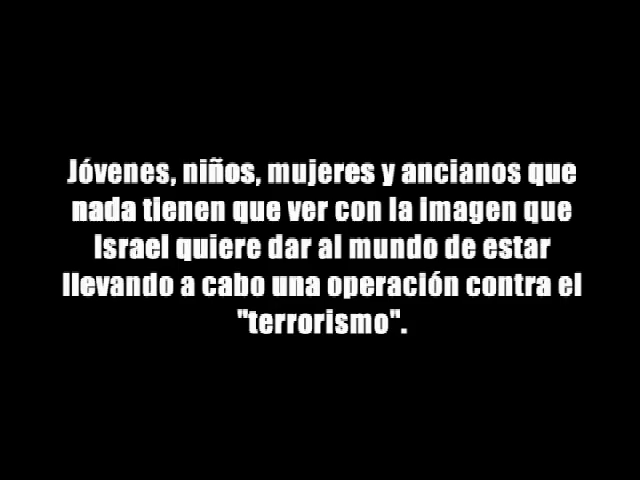 Jóvenes, niños, mujeres y ancianos que
nada tienen que ver con la imagen que
Israel quiere dar al mundo de estar
llevando a cabo una operación contra el
"terrorismo".